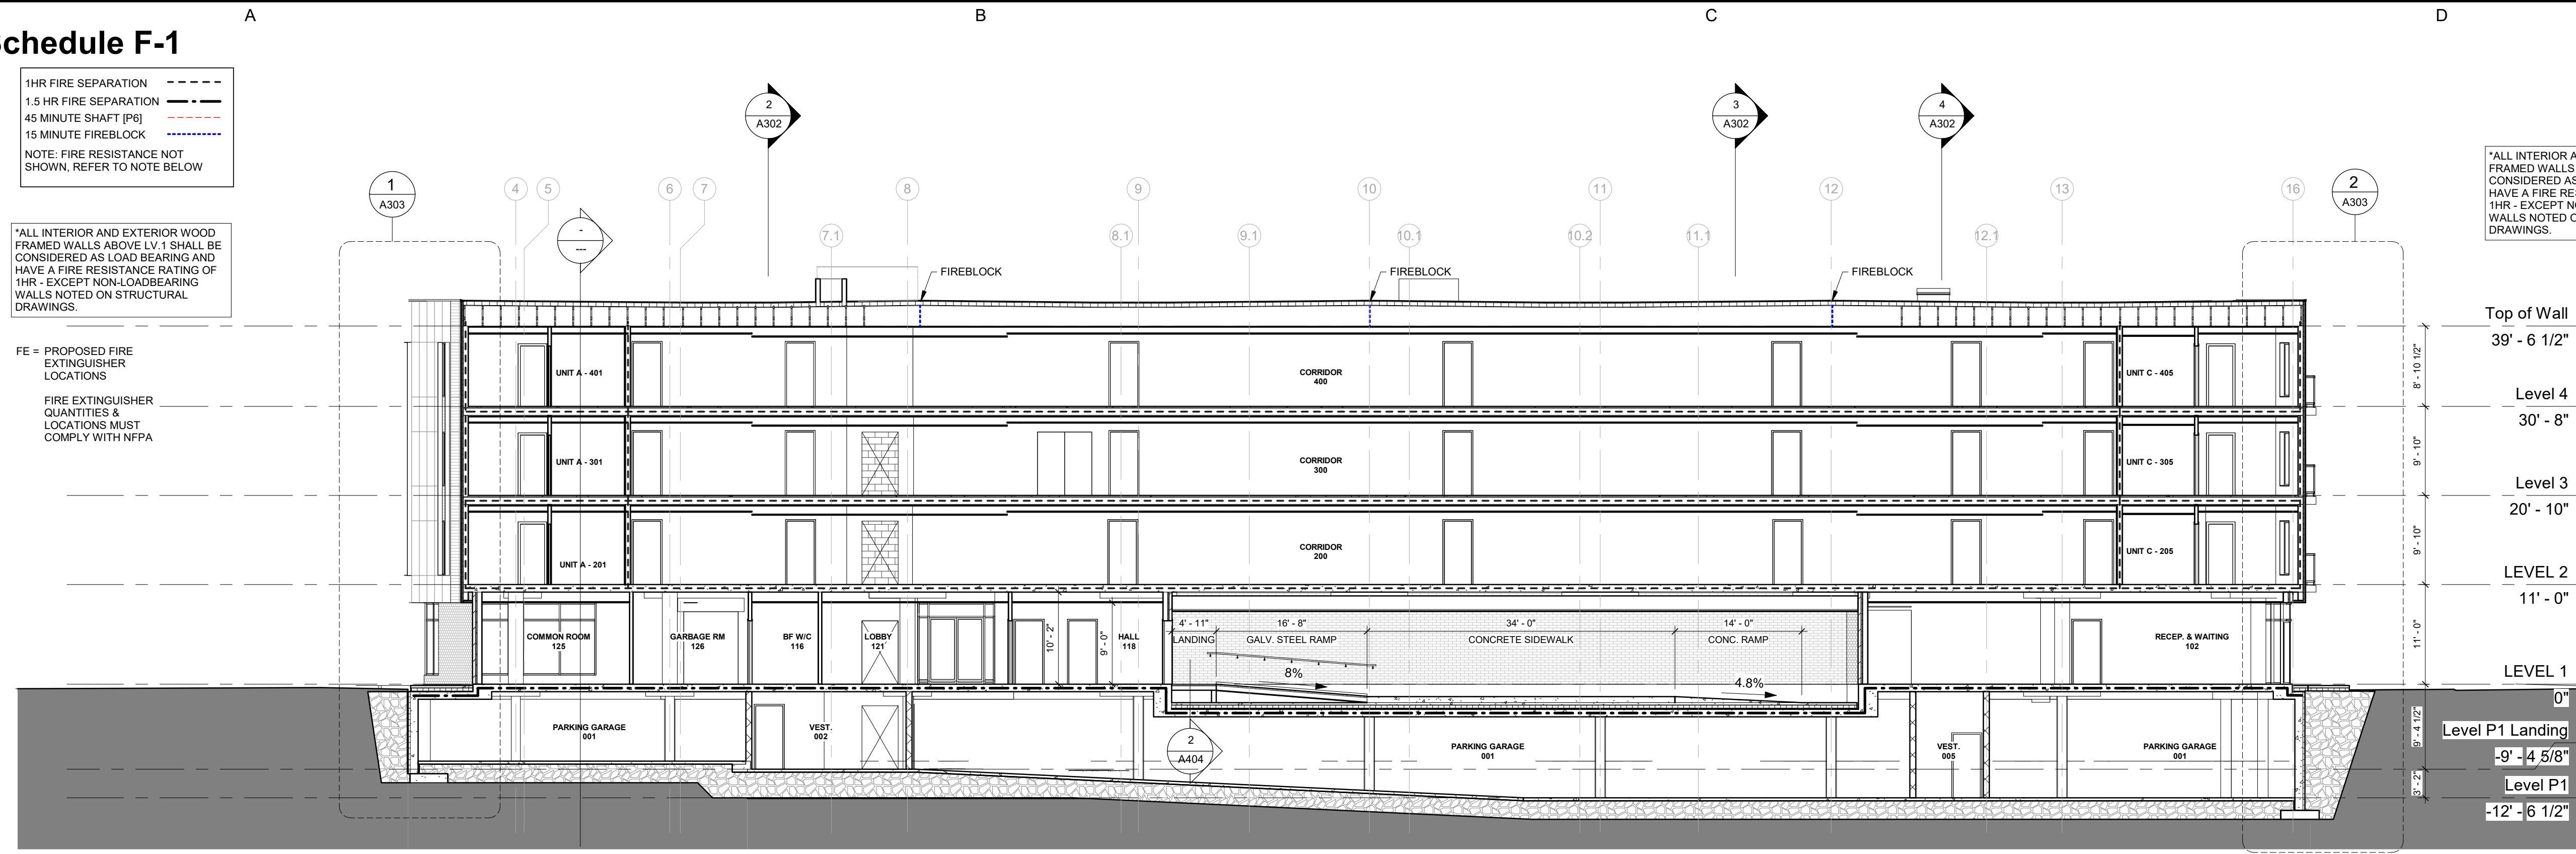 A
B
C
D
chedule F-1
1HR FIRE SEPARATION
1.5 HR FIRE SEPARATION
45 MINUTE SHAFT [P6]
15 MINUTE FIREBLOCK
NOTE: FIRE RESISTANCE NOT
SHOWN, REFER TO NOTE BELOW
*ALL INTERIOR AND EXTERIOR WOOD
FRAMED WALLS ABOVE LV.1 SHALL BE
CONSIDERED AS LOAD BEARING AND
HAVE A FIRE RESISTANCE RATING OF
1HR - EXCEPT NON-LOADBEARING
WALLS NOTED ON STRUCTURAL
DRAWINGS.
FE = PROPOSED FIRE
EXTINGUISHER
LOCATIONS
FIRE EXTINGUISHER
QUANTITIES &
LOCATIONS MUST
COMPLY WITH NFPA
2
A302
3
A302
4
A302
1
A303
2
A303
-
---
4
5
6
7
8
9
10
11
12
13
16
7.1
8.1
9.1
10.1
10.2
11.1
12.1
*ALL INTERIOR A
FRAMED WALLS
CONSIDERED AS
HAVE A FIRE RES
1HR - EXCEPT N
WALLS NOTED O
DRAWINGS.
FIREBLOCK
FIREBLOCK
FIREBLOCK
UNIT A - 401
CORRIDOR
400
UNIT C - 405
UNIT A - 301
CORRIDOR
300
UNIT C - 305
UNIT A - 201
CORRIDOR
200
UNIT C - 205
COMMON ROOM
125
GARBAGE RM
126
BF W/C
116
LOBBY
121
10' - 2"
9' - 0"
HALL
118
4' - 11"
LANDING
16' - 8"
GALV. STEEL RAMP
34' - 0"
CONCRETE SIDEWALK
14' - 0"
CONC. RAMP
8%
4.8%
RECEP. & WAITING
102
PARKING GARAGE
001
VEST.
002
2
A404
PARKING GARAGE
001
VEST.
005
PARKING GARAGE
001
8' - 10 1/2"
9' - 10"
9' - 10"
11' - 0"
9' - 4 1/2"
3' - 2"
Top of Wall
39' - 6 1/2"
Level 4
30' - 8"
Level 3
20' - 10"
LEVEL 2
11' - 0"
LEVEL 1
0"
Level P1 Landing
-9' - 4 5/8"
Level P1
-12' - 6 1/2"